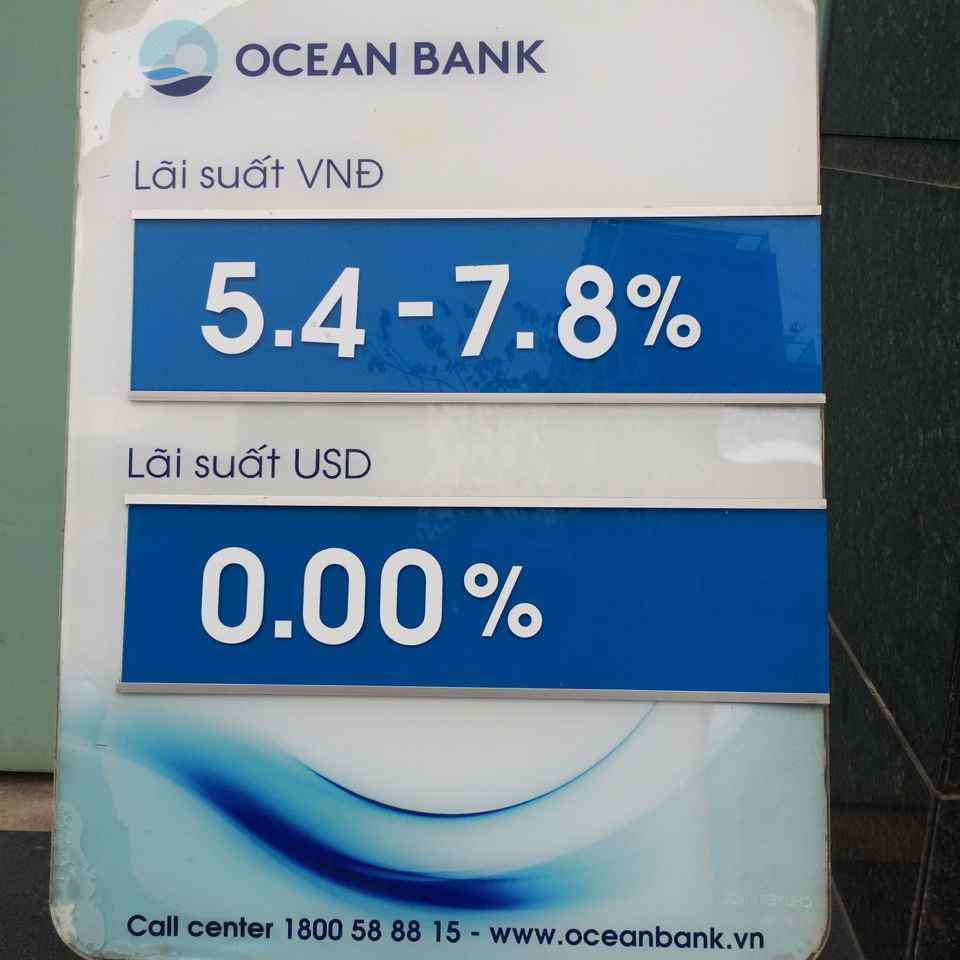 OCEAN BANK
Lãi suất VNĐ
5.4-7.8%
Lãi suất USD
0.00%
Call center 1800 58 88 15 - www.oceanbank.vn